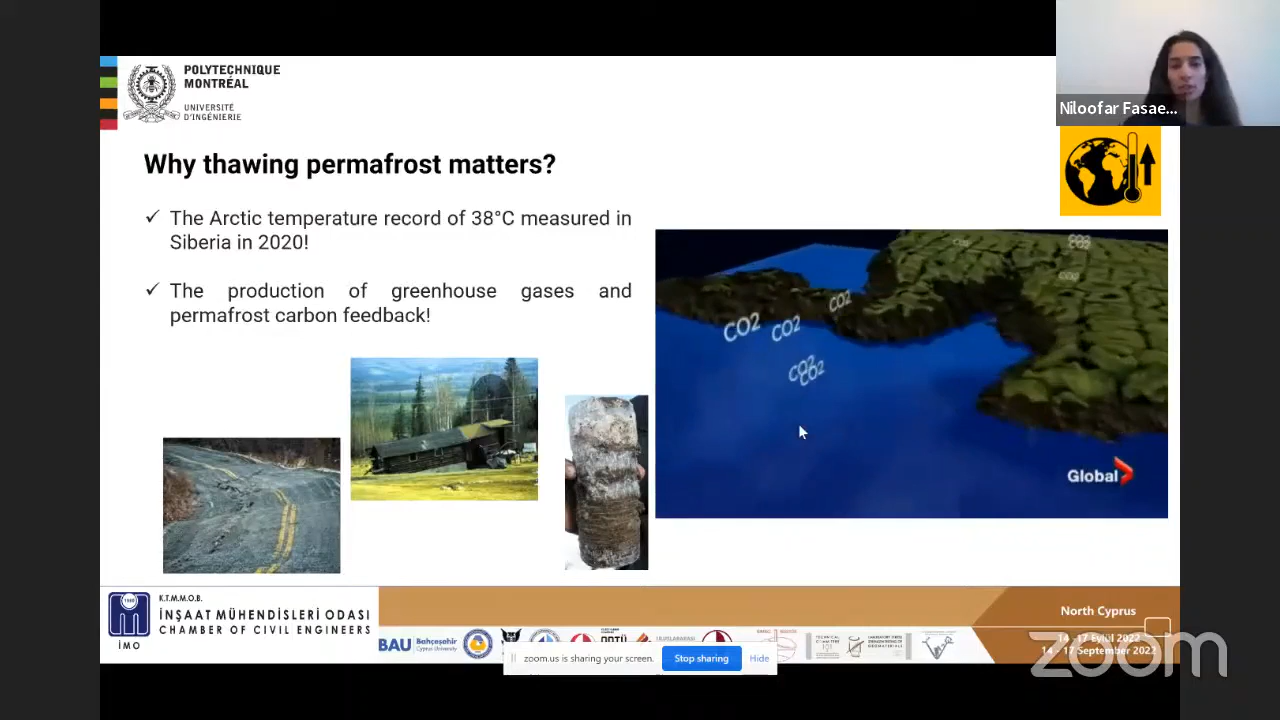 POLYTECHNIQUE
MONTRÉAL
UNIVERSITÉ
D'INGÉNIERIE
Niloofar Fasae...
Why thawing permafrost matters?
✓ The Arctic temperature record of 38°C measured in
Siberia in 2020!
✓ The production of greenhouse gases and
permafrost carbon feedback!
CO2
CO2
CO2
CO2
CO2
Global
K.T.M.M.O.B.
İNŞAAT MÜHENDİSLERİ ODASI
CHAMBER OF CIVIL ENGINEERS
İMO
BAU Bahçeşehir
Cyprus University
North Cyprus
14 -17 Eylül 2022
14 - 17 September 2022
zoom
zoom.us is sharing your screen.
Stop sharing
Hide